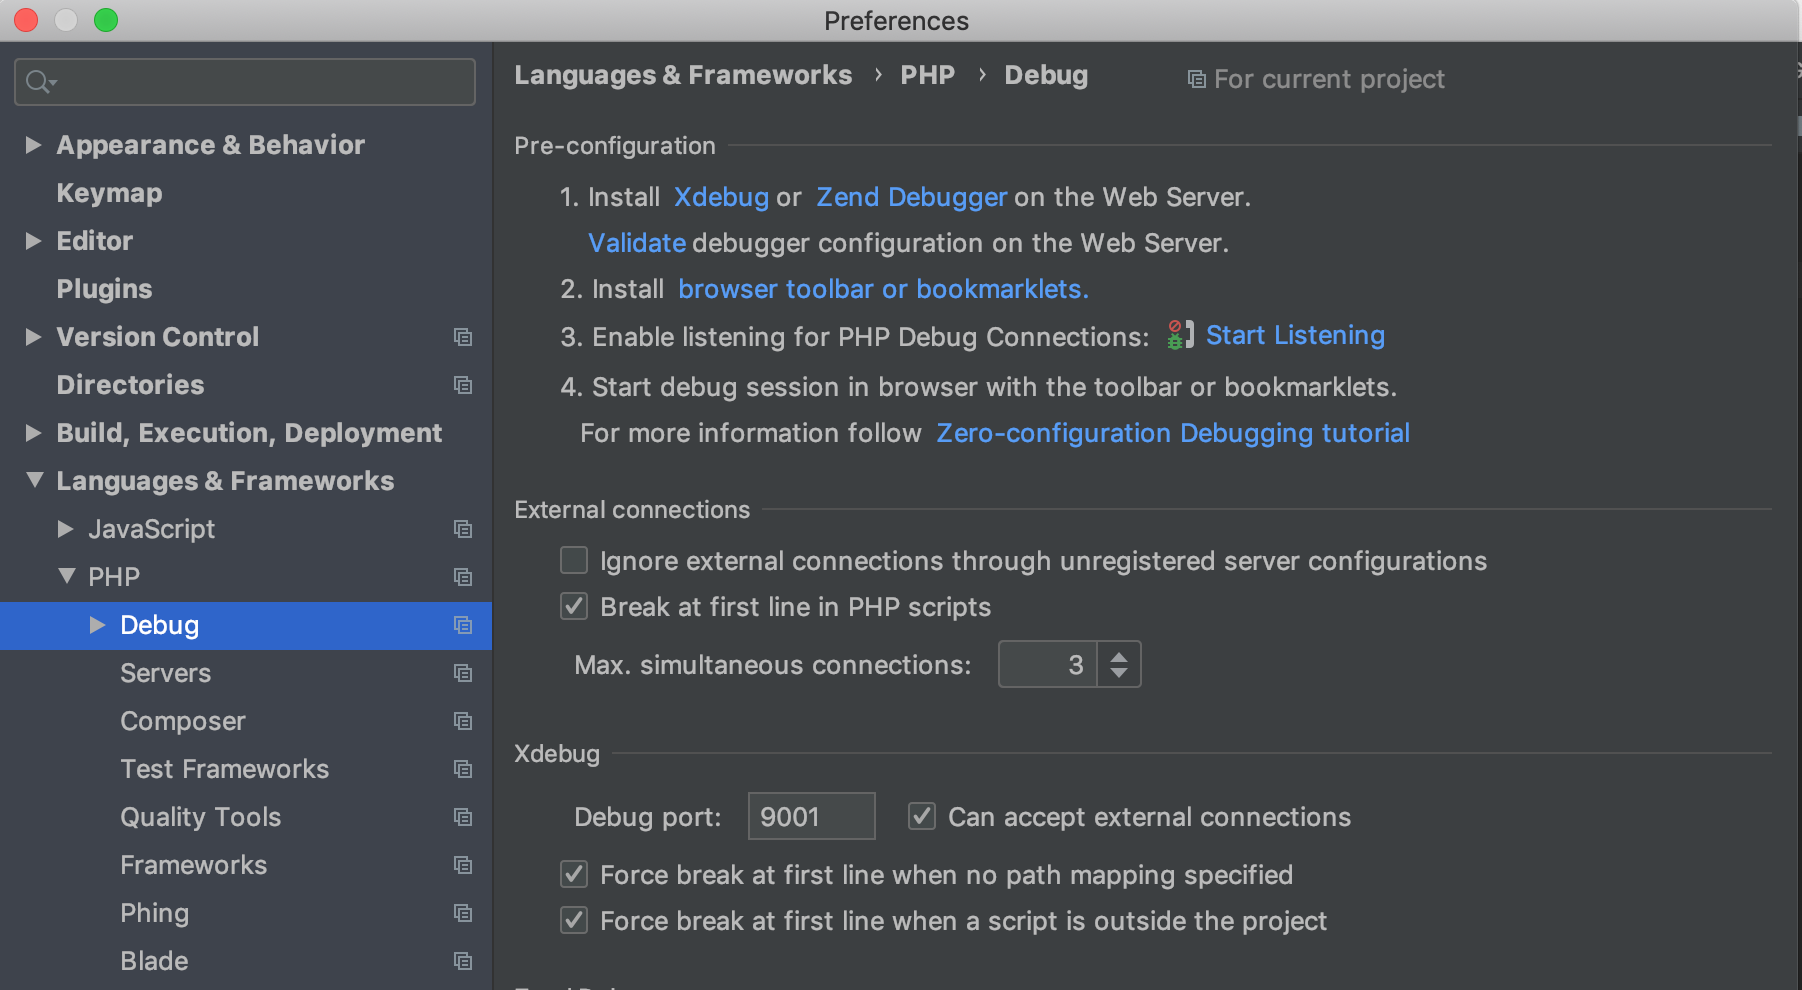 Preferences
Languages & Frameworks › PHP › Debug For current project
Appearance & Behavior
Keymap
Editor
Plugins
Version Control
Directories
Build, Execution, Deployment
Languages & Frameworks
JavaScript
PHP
Debug
Servers
Composer
Test Frameworks
Quality Tools
Frameworks
Phing
Blade
Pre-configuration
1. Install Xdebug or Zend Debugger on the Web Server.
Validate debugger configuration on the Web Server.
2. Install browser toolbar or bookmarklets.
3. Enable listening for PHP Debug Connections: Start Listening
4. Start debug session in browser with the toolbar or bookmarklets.
For more information follow Zero-configuration Debugging tutorial
External connections
Ignore external connections through unregistered server configurations
Break at first line in PHP scripts
Max. simultaneous connections: 3
Xdebug
Debug port: 9001 Can accept external connections
Force break at first line when no path mapping specified
Force break at first line when a script is outside the project